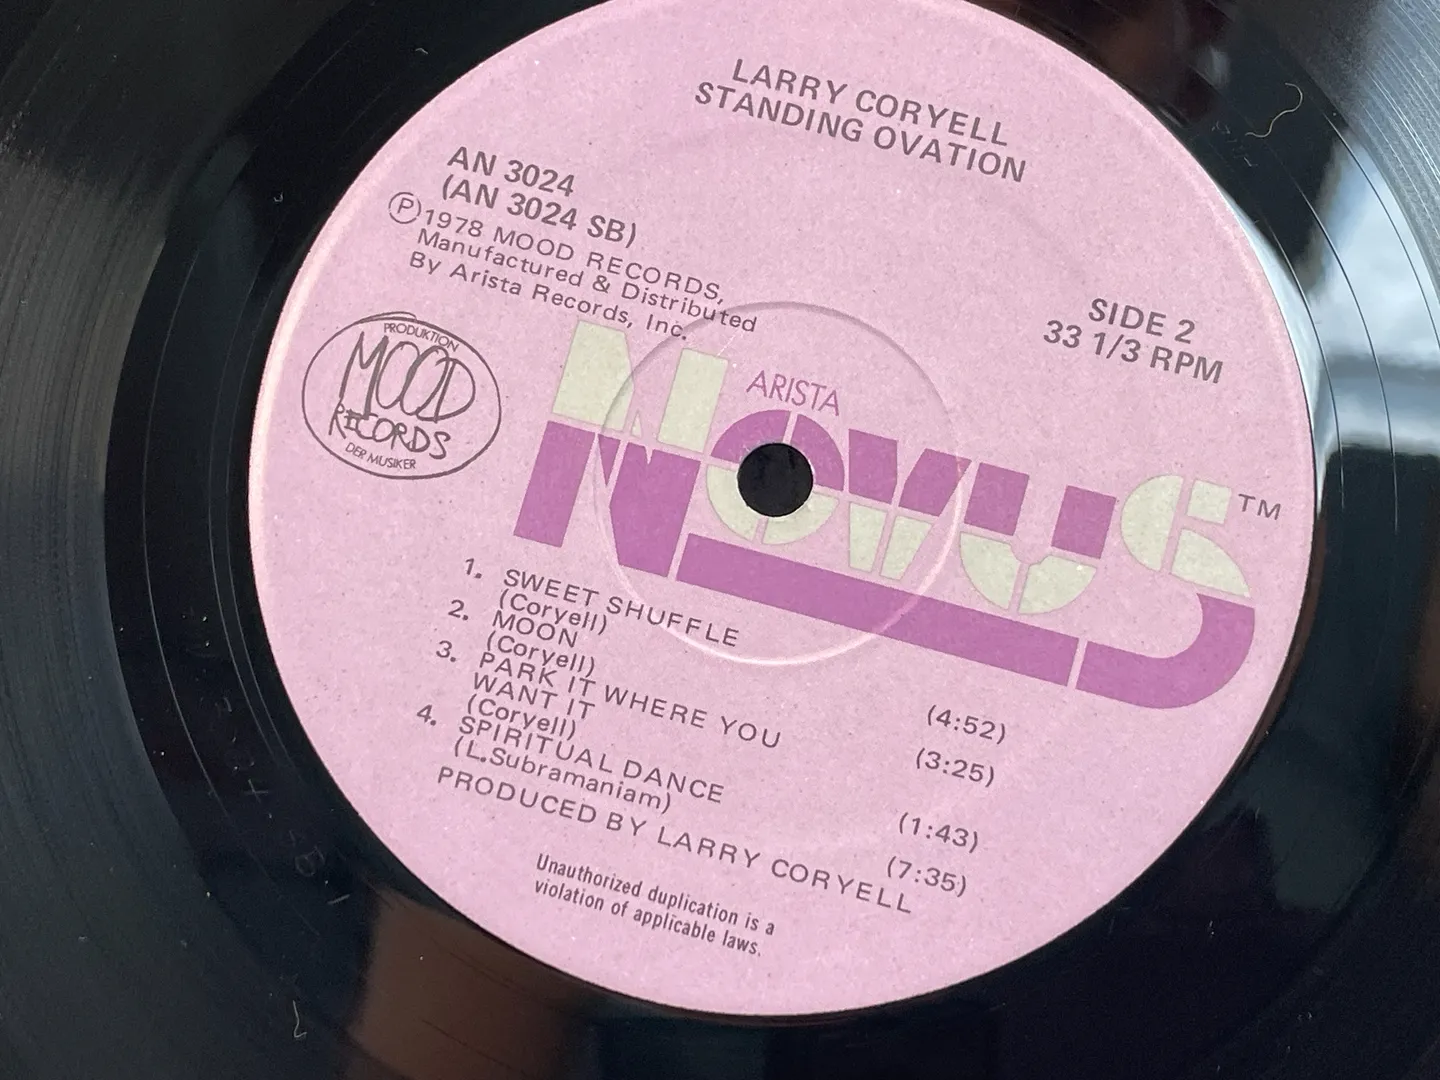 LARRY CORYELL
STANDING OVATION
AN 3024
(AN 3024 SB)
Ⓟ1978 MOOD RECORDS,
Manufactured & Distributed
By Arista Records, Inc.
SIDE 2
33 1/3 RPM
PRODUKTION
MOOD
RECORDS
DER MUSIKER
ARISTA
NOVUS™
1. SWEET SHUFFLE (4:52)
(Coryell)
2. MOON (3:25)
(Coryell)
3. PARK IT WHERE YOU
WANT IT (1:43)
(Coryell)
4. SPIRITUAL DANCE (7:35)
(L.Subramaniam)
PRODUCED BY LARRY CORYELL
Unauthorized duplication is a
violation of applicable laws.